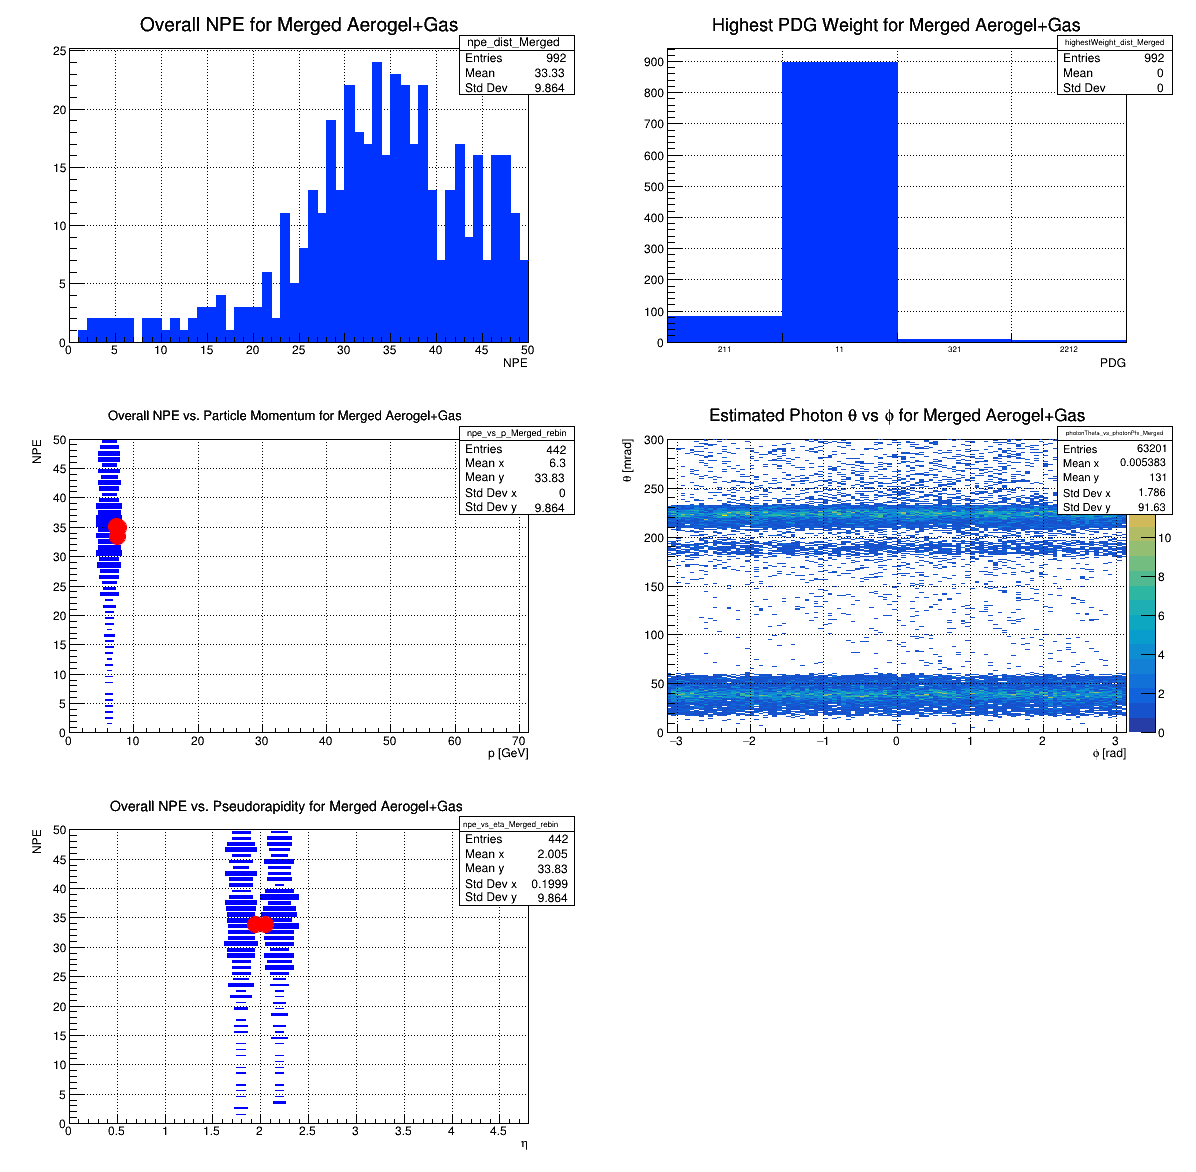 Overall NPE for Merged Aerogel+Gas
npe_dist_Merged
Entries 992
Mean 33.33
Std Dev 9.864
25
20
15
10
5
0
0 5 10 15 20 25 30 35 40 45 50
NPE
Highest PDG Weight for Merged Aerogel+Gas
highestWeight_dist_Merged
Entries 992
Mean 0
Std Dev 0
900
800
700
600
500
400
300
200
100
0
211 11 321 2212
PDG
Overall NPE vs. Particle Momentum for Merged Aerogel+Gas
npe_vs_p_Merged_rebin
Entries 442
Mean x 6.3
Mean y 33.83
Std Dev x 0
Std Dev y 9.864
NPE
50
45
40
35
30
25
20
15
10
5
0
0 10 20 30 40 50 60 70
p [GeV]
Estimated Photon θ vs ϕ for Merged Aerogel+Gas
photonTheta_vs_photonPhi_Merged
Entries 63201
Mean x 0.005383
Mean y 131
Std Dev x 1.786
Std Dev y 91.63
θ [mrad]
300
250
200
150
100
50
0
−3 −2 −1 0 1 2 3
ϕ [rad]
10
8
6
4
2
0
Overall NPE vs. Pseudorapidity for Merged Aerogel+Gas
npe_vs_eta_Merged_rebin
Entries 442
Mean x 2.005
Mean y 33.83
Std Dev x 0.1999
Std Dev y 9.864
NPE
50
45
40
35
30
25
20
15
10
5
0
0 0.5 1 1.5 2 2.5 3 3.5 4 4.5
η